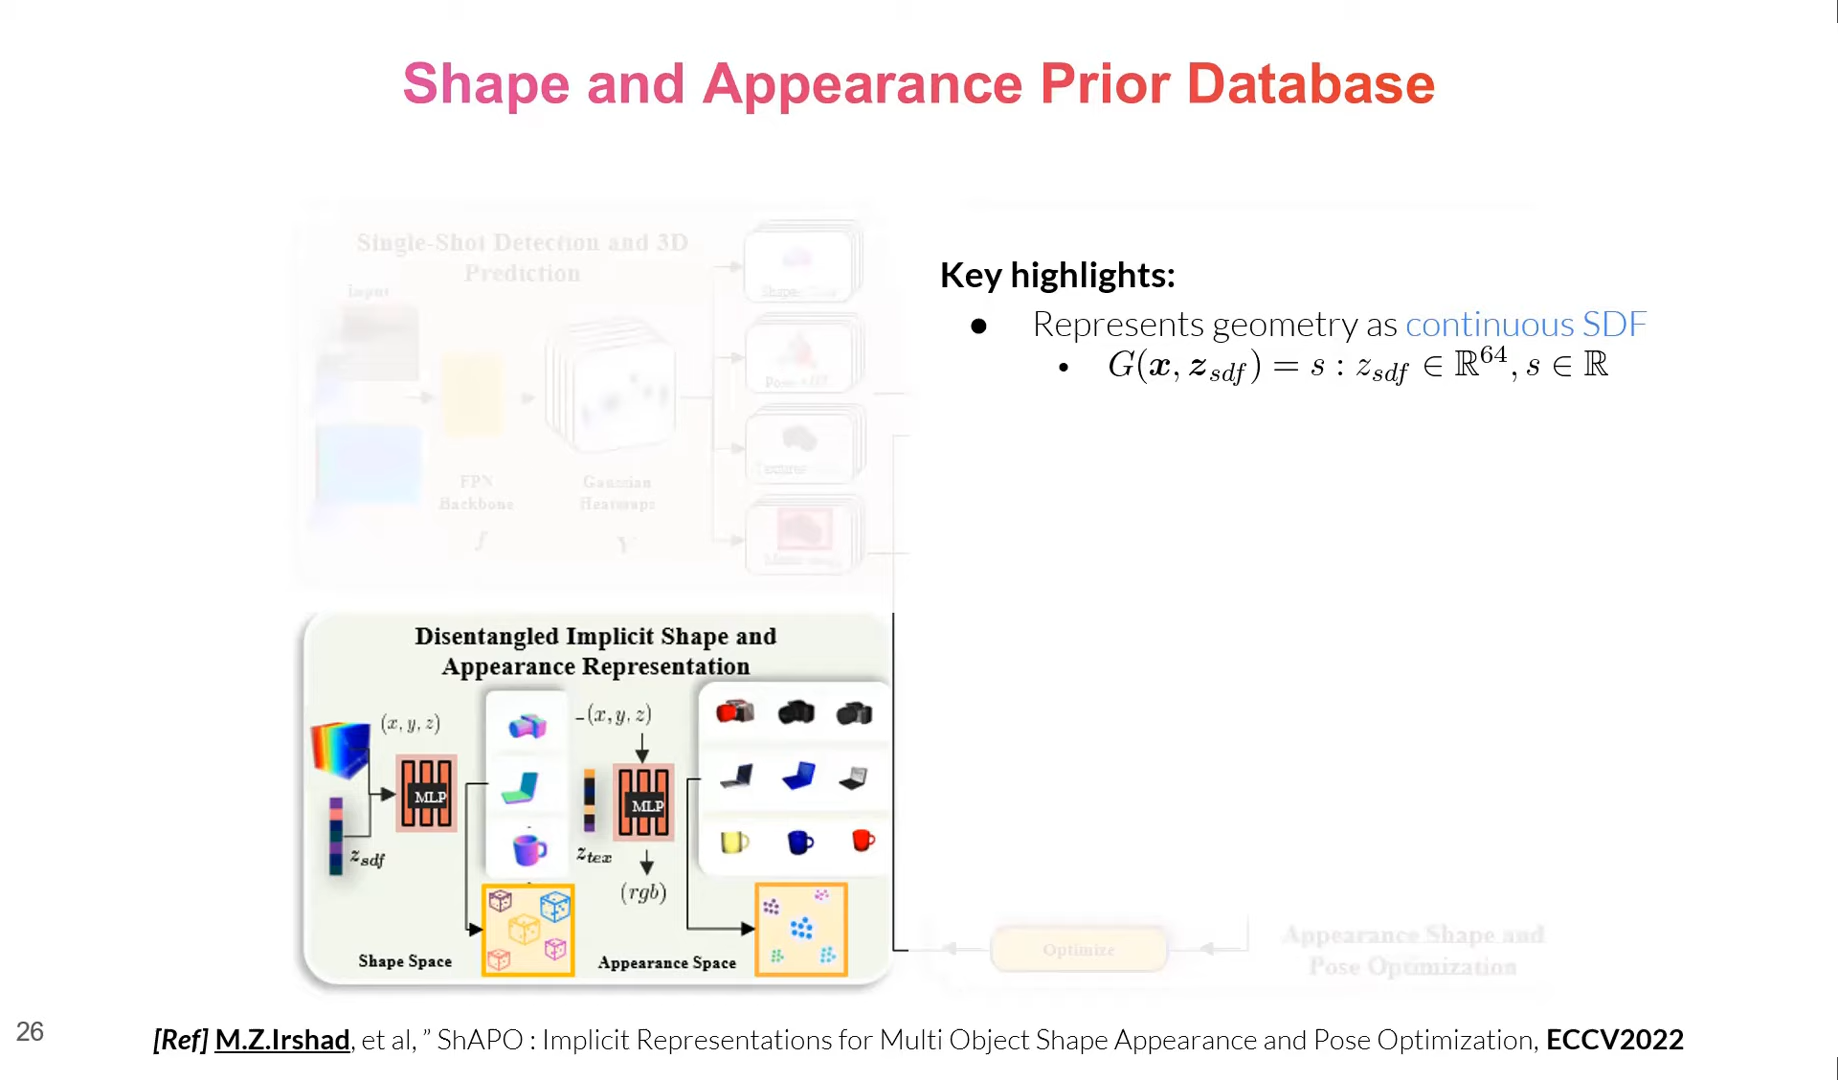 Shape and Appearance Prior Database
Single-Shot Detection and 3D
Prediction
input
FPN
Backbone
f
Gaussian
Heatmaps
Y
Shape
Pose
Textures
Key highlights:
● Represents geometry as continuous SDF
• G(x, z_sdf) = s : z_sdf ∈ ℝ^64, s ∈ ℝ
Disentangled Implicit Shape and
Appearance Representation
(x, y, z)
MLP
z_sdf
Shape Space
(x, y, z)
MLP
z_tex
(rgb)
Appearance Space
Optimize
Appearance Shape and
Pose Optimization
26
[Ref] M.Z.Irshad, et al, ” ShAPO : Implicit Representations for Multi Object Shape Appearance and Pose Optimization, ECCV2022